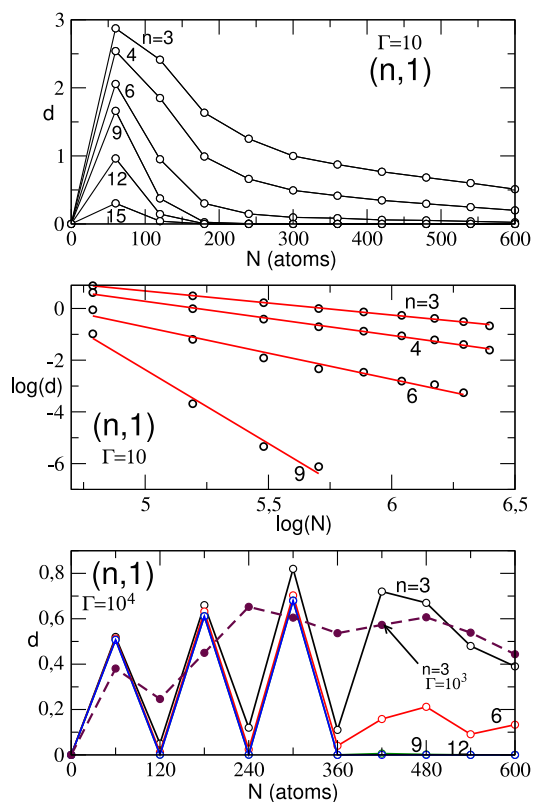 3
n=3
Γ=10
(n,1)
4
2
6
d
9
1
12
15
0
0 100 200 300 400 500 600
N (atoms)
0
n=3
-2
4
log(d)
6
-4
(n,1)
Γ=10
-6
9
5 5,5 6 6,5
log(N)
0,8
(n,1)
n=3
Γ=10⁴
0,6
d
0,4
n=3
Γ=10³
6
0,2
9 12
0
0 120 240 360 480 600
N (atoms)